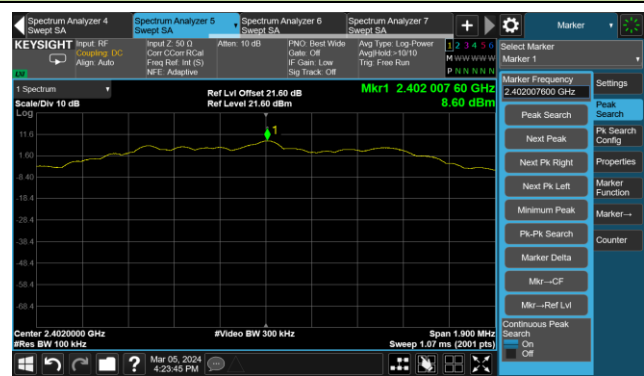 Spectrum Analyzer 4
Swept SA
Spectrum Analyzer 5
Swept SA
Spectrum Analyzer 6
Swept SA
Spectrum Analyzer 7
Swept SA
+
Marker
KEYSIGHT
Input: RF
Coupling: DC
Align: Auto
Input Z: 50 Ω
Corr CCorr RCal
Freq Ref: Int (S)
NFE: Adaptive
Atten: 10 dB
PNO: Best Wide
Gate: Off
IF Gain: Low
Sig Track: Off
Avg Type: Log-Power
Avg|Hold:>10/10
Trig: Free Run
1 2 3 4 5 6
M W W W W W
P N N N N N
LW
Select Marker
Marker 1
1 Spectrum
Scale/Div 10 dB
Log
Ref Lvl Offset 21.60 dB
Ref Level 21.60 dBm
Mkr1 2.402 007 60 GHz
8.60 dBm
1
11.6
1.60
-8.40
-18.4
-28.4
-38.4
-48.4
-58.4
-68.4
Center 2.4020000 GHz
#Res BW 100 kHz
#Video BW 300 kHz
Span 1.900 MHz
Sweep 1.07 ms (2001 pts)
Marker Frequency
2.402007600 GHz
Peak Search
Next Peak
Next Pk Right
Next Pk Left
Minimum Peak
Pk-Pk Search
Marker Delta
Mkr→CF
Mkr→Ref Lvl
Continuous Peak
Search
On
Off
Settings
Peak
Search
Pk Search
Config
Properties
Marker
Function
Marker→
Counter
?
Mar 05, 2024
4:23:45 PM